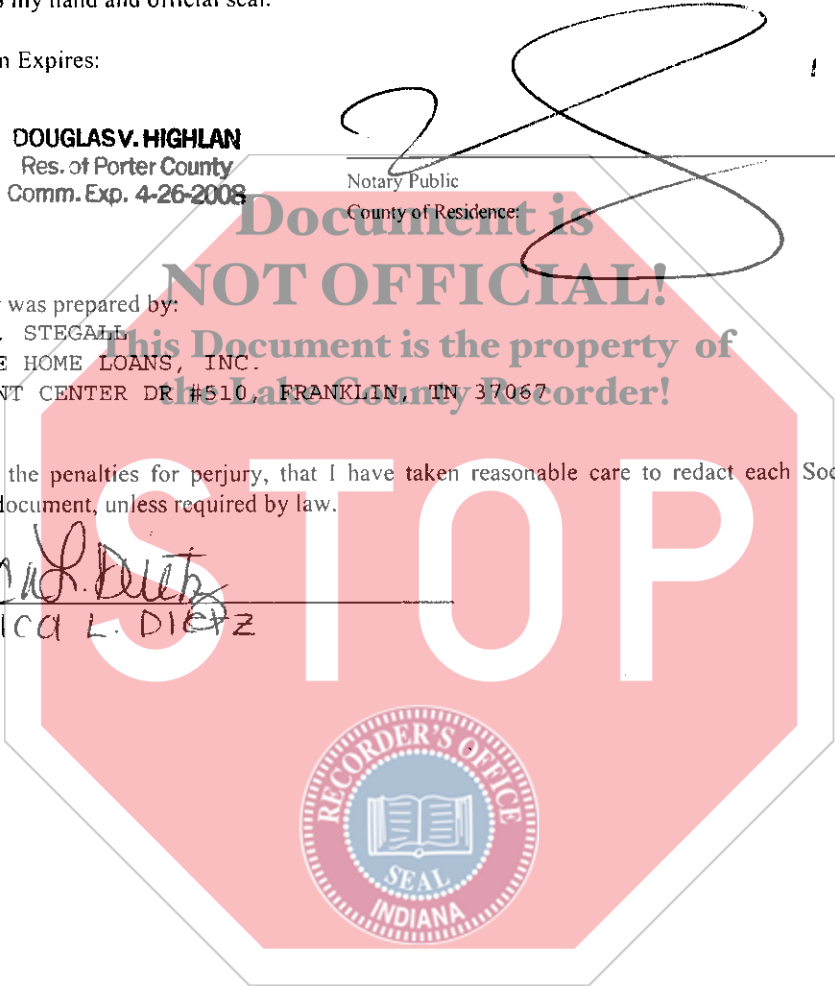 my hand and official seal.
Expires:
DOUGLAS V. HIGHLAN
Res. of Porter County
Comm. Exp. 4-26-2008
Notary Public
County of Residence:
Document is
NOT OFFICIAL!
was prepared by:
STEGALL
This Document is the property of
HOME LOANS, INC.
CENTER DR #510, FRANKLIN, TN 37067
the Lake County Recorder!
the penalties for perjury, that I have taken reasonable care to redact each Soc
document, unless required by law.
L. Dietz
ICA L. DIETZ
STOP
RECORDER'S OFFICE
SEAL
INDIANA